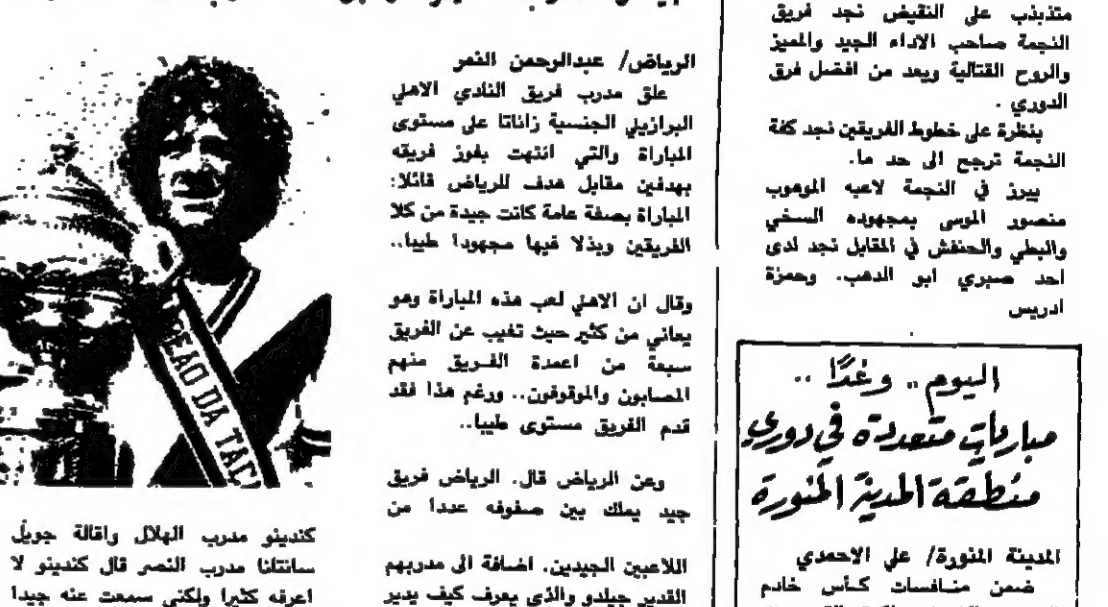 متذبذب على النقيض نجد فريق
النجمة صاحب الاداء الجيد والمميز
والروح القتالية ويعد من افضل فرق
الدوري .
بنظرة على خطوط الفريقين نجد كفة
النجمة ترجح الى حد ما.
يبرز في النجمة لاعبه الموهوب
منصور الموسى بمجهوده السخي
والبطي والحنفش في المقابل نجد لدى
احد صبري ابو الدهب. وحمزة
ادريس
اليوم .. وغدًا ..
مباريات متعددة في دوري
منطقة المدينة المنورة
المدينة المنورة/ علي الاحمدي
ضمن منافسات كأس خادم
الرياض/ عبدالرحمن النمر
علق مدرب فريق النادي الاهلي
البرازيلي الجنسية زاناتا على مستوى
المباراة والتي انتهت بفوز فريقه
بهدفين مقابل هدف للرياض قائلا:
المباراة بصفة عامة كانت جيدة من كلا
الفريقين وبذلا فيها مجهودا طيبا..
وقال ان الاهلي لعب هذه المباراة وهو
يعاني من كثير حيث تغيب عن الفريق
سبعة من اعمدة الفريق منهم
المصابون والموقوفون.. ورغم هذا فقد
قدم الفريق مستوى طيبا..
وعن الرياض قال. الرياض فريق
جيد يملك بين صفوفه عددا من
اللاعبين الجيدين. اضافة الى مدربهم
القدير جيلدو والذي يعرف كيف يدير
PEÃO DA TAÇ
كندينو مدرب الهلال واقالة جويل
سانتانا مدرب النصر قال كندينو لا
اعرفه كثيرا ولكني سمعت عنه جيدا